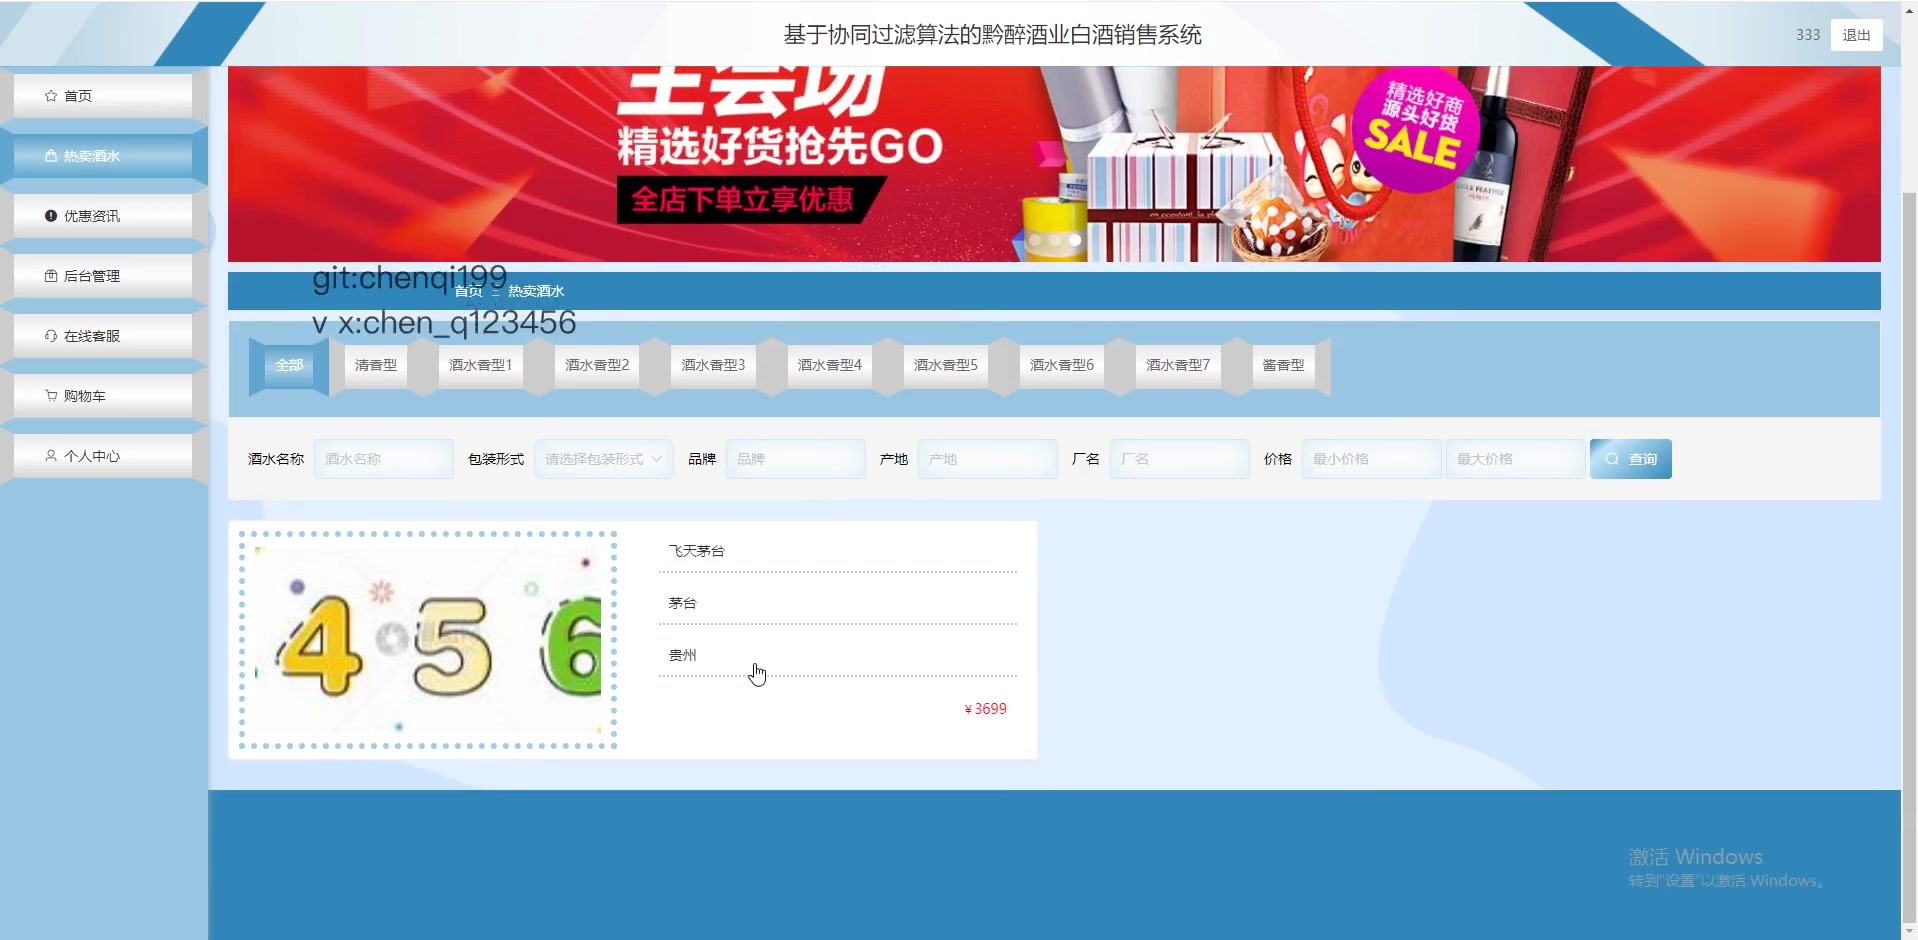 基于协同过滤算法的黔醉酒业白酒销售系统
333 退出
首页
热卖酒水
优惠资讯
后台管理
在线客服
购物车
个人中心
主会场
精选好货抢先GO
全店下单立享优惠
精选好商
源头好货
SALE
git:chenqi199
首页 热卖酒水
v x:chen_q123456
全部 清香型 酒水香型1 酒水香型2 酒水香型3 酒水香型4 酒水香型5 酒水香型6 酒水香型7 酱香型
酒水名称 酒水名称 包装形式 请选择包装形式 品牌 品牌 产地 产地 厂名 厂名 价格 最小价格 最大价格 查询
4 5 6
飞天茅台
茅台
贵州
¥3699
激活 Windows
转到"设置"以激活 Windows。